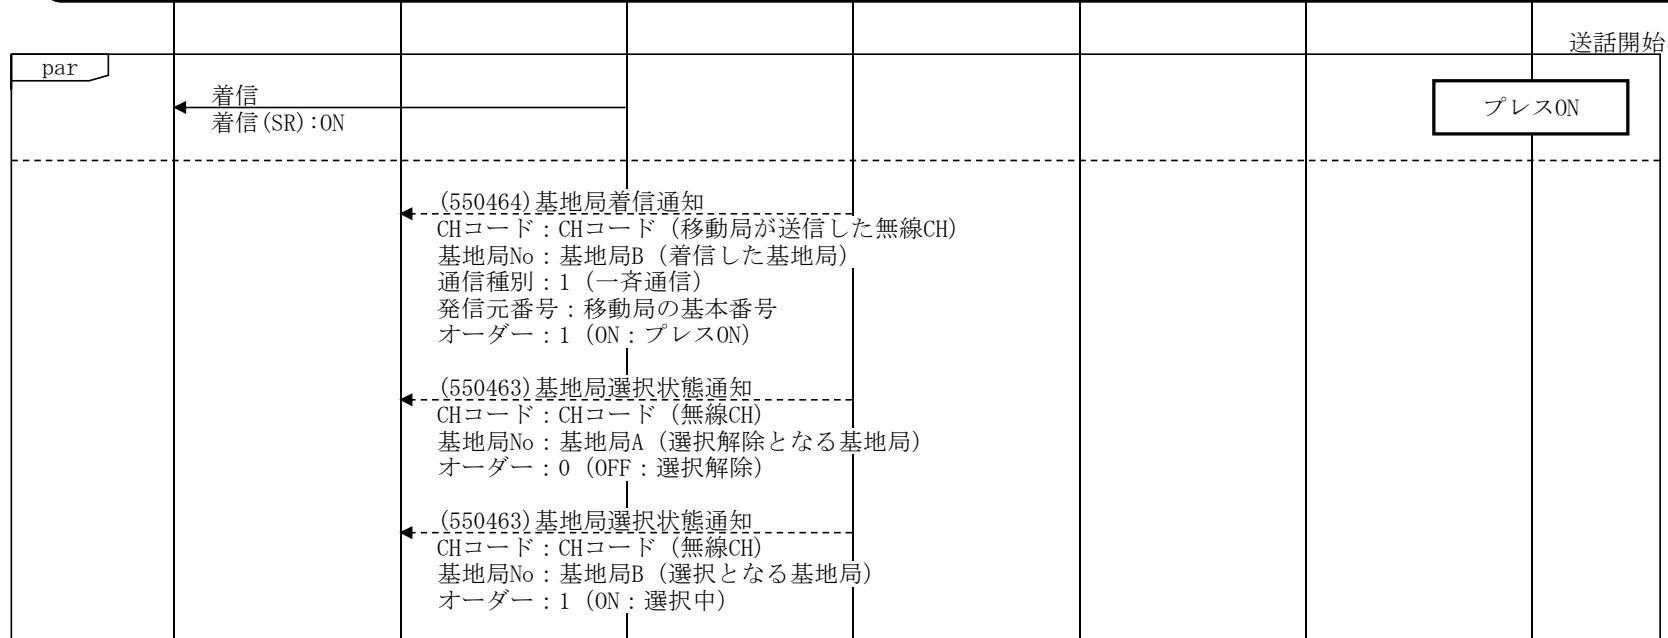 送話開始
par
着信
着信(SR):ON
プレスON
(550464)基地局着信通知
CHコード：CHコード（移動局が送信した無線CH）
基地局No：基地局B（着信した基地局）
通信種別：1（一斉通信）
発信元番号：移動局の基本番号
オーダー：1（ON：プレスON）
(550463)基地局選択状態通知
CHコード：CHコード（無線CH）
基地局No：基地局A（選択解除となる基地局）
オーダー：0（OFF：選択解除）
(550463)基地局選択状態通知
CHコード：CHコード（無線CH）
基地局No：基地局B（選択となる基地局）
オーダー：1（ON：選択中）